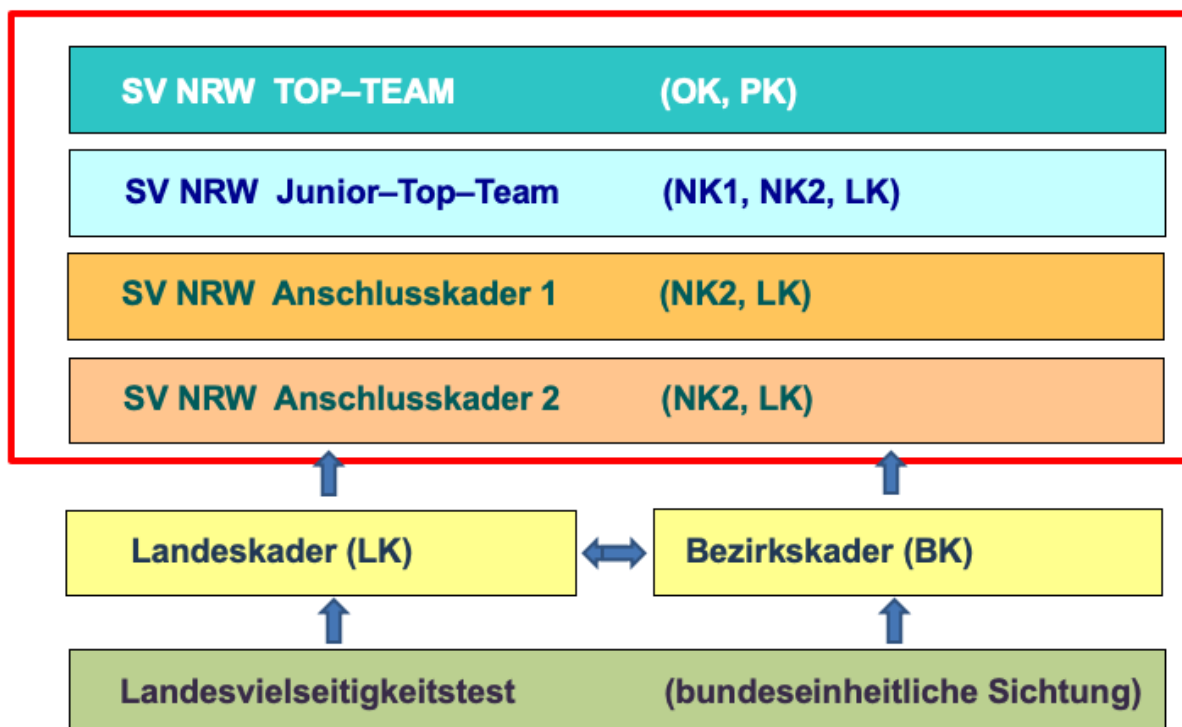 SV NRW TOP–TEAM (OK, PK)
SV NRW Junior–Top–Team (NK1, NK2, LK)
SV NRW Anschlusskader 1 (NK2, LK)
SV NRW Anschlusskader 2 (NK2, LK)
Landeskader (LK) Bezirkskader (BK)
Landesvielseitigkeitstest (bundeseinheitliche Sichtung)